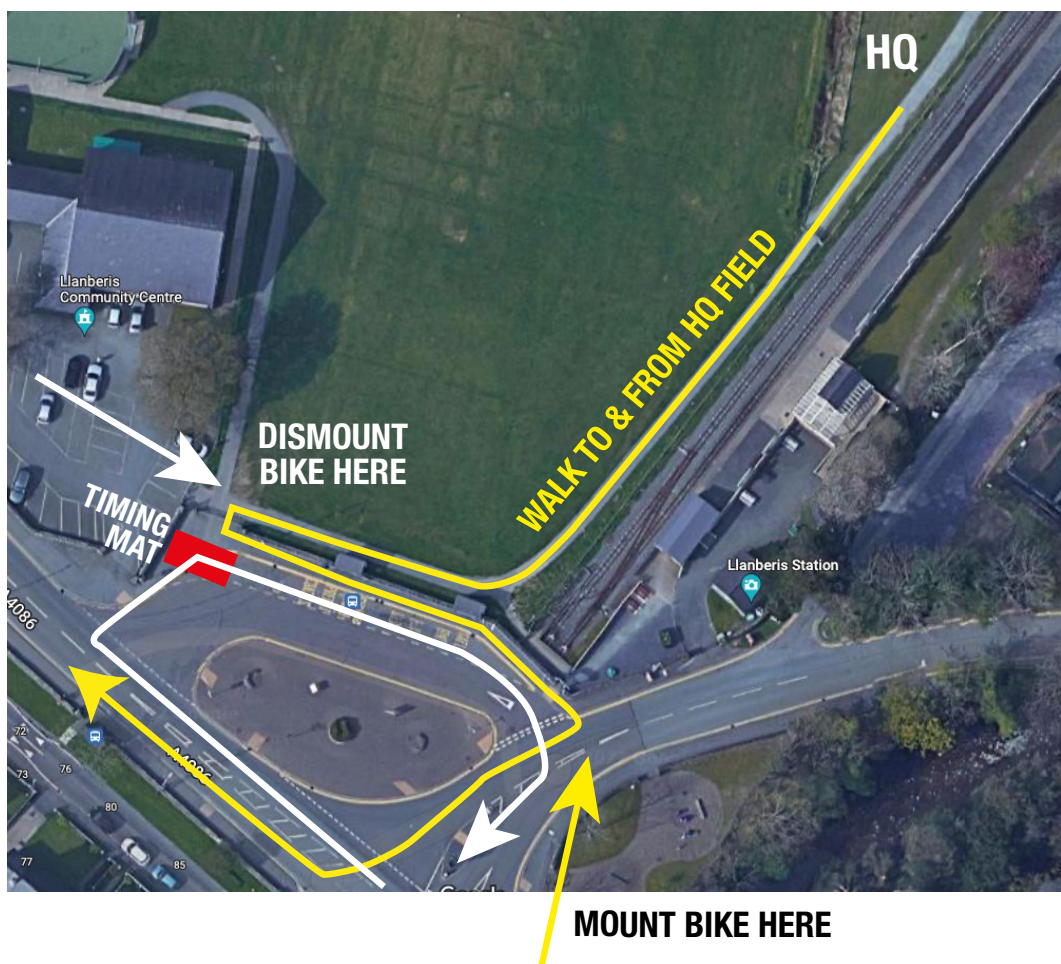 HQ
Llanberis
Community Centre
WALK TO & FROM HQ FIELD
DISMOUNT
BIKE HERE
TIMING
MAT
Llanberis Station
A4086
A4086
72
73
76
80
77
85
MOUNT BIKE HERE